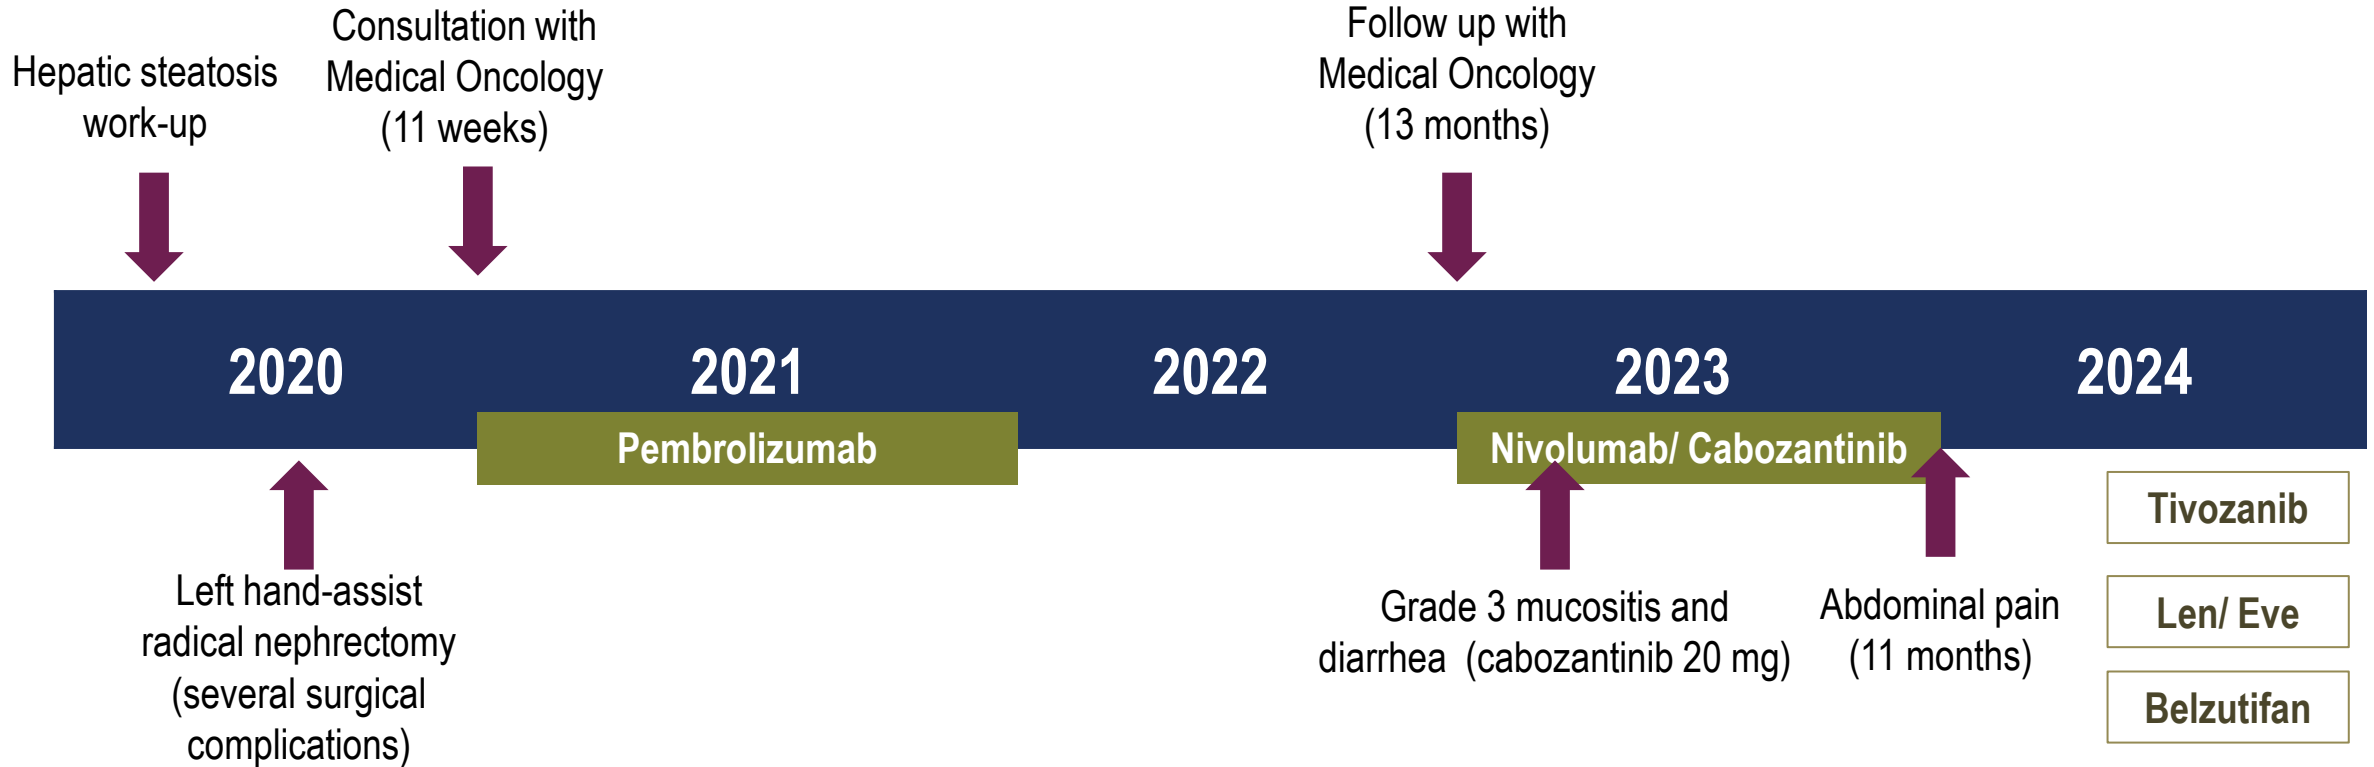 Hepatic steatosis
work-up
Consultation with
Medical Oncology
(11 weeks)
Follow up with
Medical Oncology
(13 months)
2020
2021
2022
2023
2024
Pembrolizumab
Nivolumab/ Cabozantinib
Left hand-assist
radical nephrectomy
(several surgical
complications)
Grade 3 mucositis and
diarrhea (cabozantinib 20 mg)
Abdominal pain
(11 months)
Tivozanib
Len/ Eve
Belzutifan